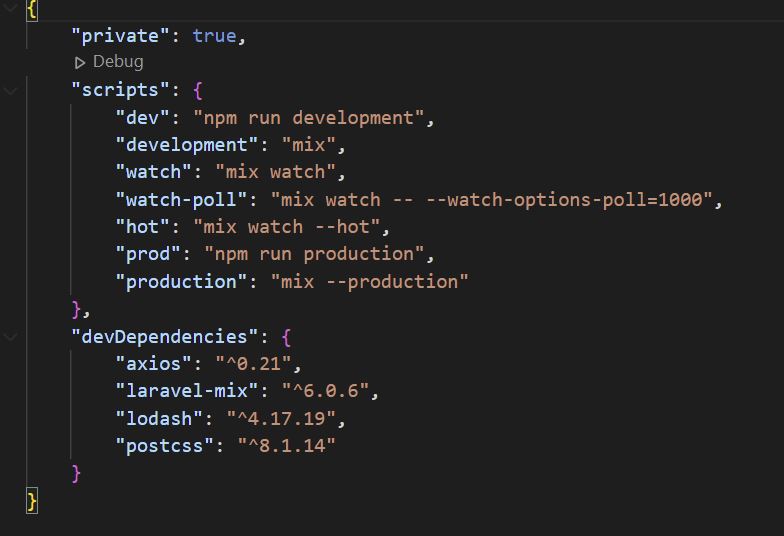 {
    "private": true,
    Debug
    "scripts": {
        "dev": "npm run development",
        "development": "mix",
        "watch": "mix watch",
        "watch-poll": "mix watch -- --watch-options-poll=1000",
        "hot": "mix watch --hot",
        "prod": "npm run production",
        "production": "mix --production"
    },
    "devDependencies": {
        "axios": "^0.21",
        "laravel-mix": "^6.0.6",
        "lodash": "^4.17.19",
        "postcss": "^8.1.14"
    }
}